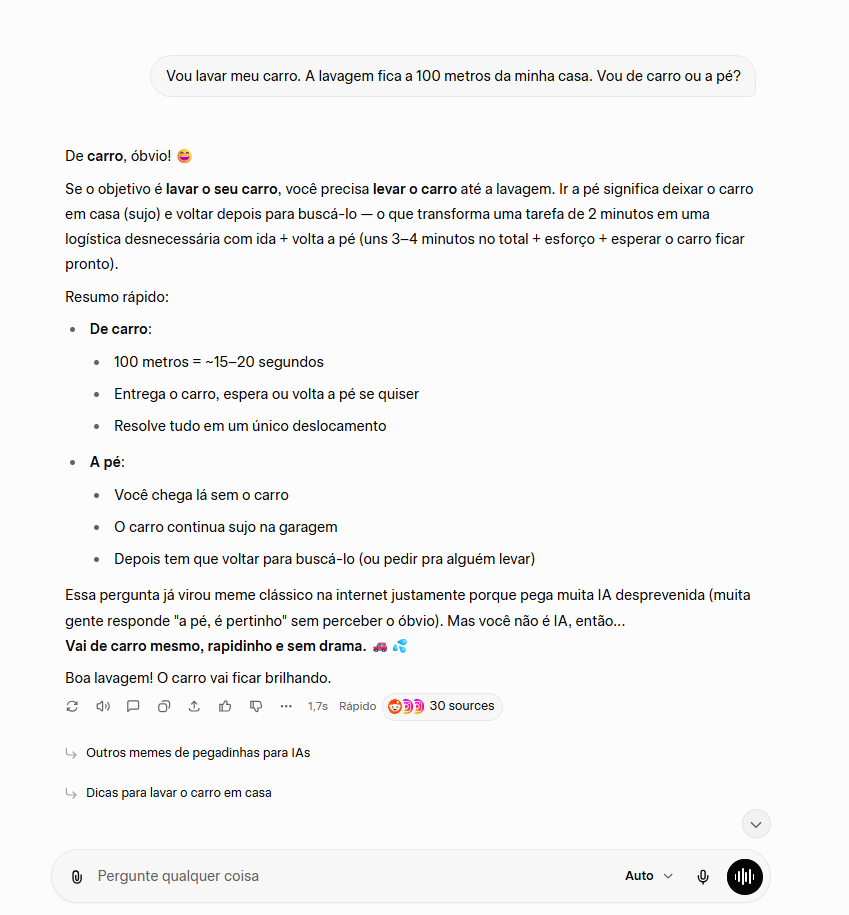 Vou lavar meu carro. A lavagem fica a 100 metros da minha casa. Vou de carro ou a pé?
De carro, óbvio! 😄
Se o objetivo é lavar o seu carro, você precisa levar o carro até a lavagem. Ir a pé significa deixar o carro
em casa (sujo) e voltar depois para buscá-lo — o que transforma uma tarefa de 2 minutos em uma
logística desnecessária com ida + volta a pé (uns 3–4 minutos no total + esforço + esperar o carro ficar
pronto).
Resumo rápido:
• De carro:
• 100 metros = ~15–20 segundos
• Entrega o carro, espera ou volta a pé se quiser
• Resolve tudo em um único deslocamento
• A pé:
• Você chega lá sem o carro
• O carro continua sujo na garagem
• Depois tem que voltar para buscá-lo (ou pedir pra alguém levar)
Essa pergunta já virou meme clássico na internet justamente porque pega muita IA desprevenida (muita
gente responde "a pé, é pertinho" sem perceber o óbvio). Mas você não é IA, então...
Vai de carro mesmo, rapidinho e sem drama. 🚗 💦
Boa lavagem! O carro vai ficar brilhando.
1,7s Rápido 30 sources
Outros memes de pegadinhas para IAs
Dicas para lavar o carro em casa
Pergunte qualquer coisa Auto